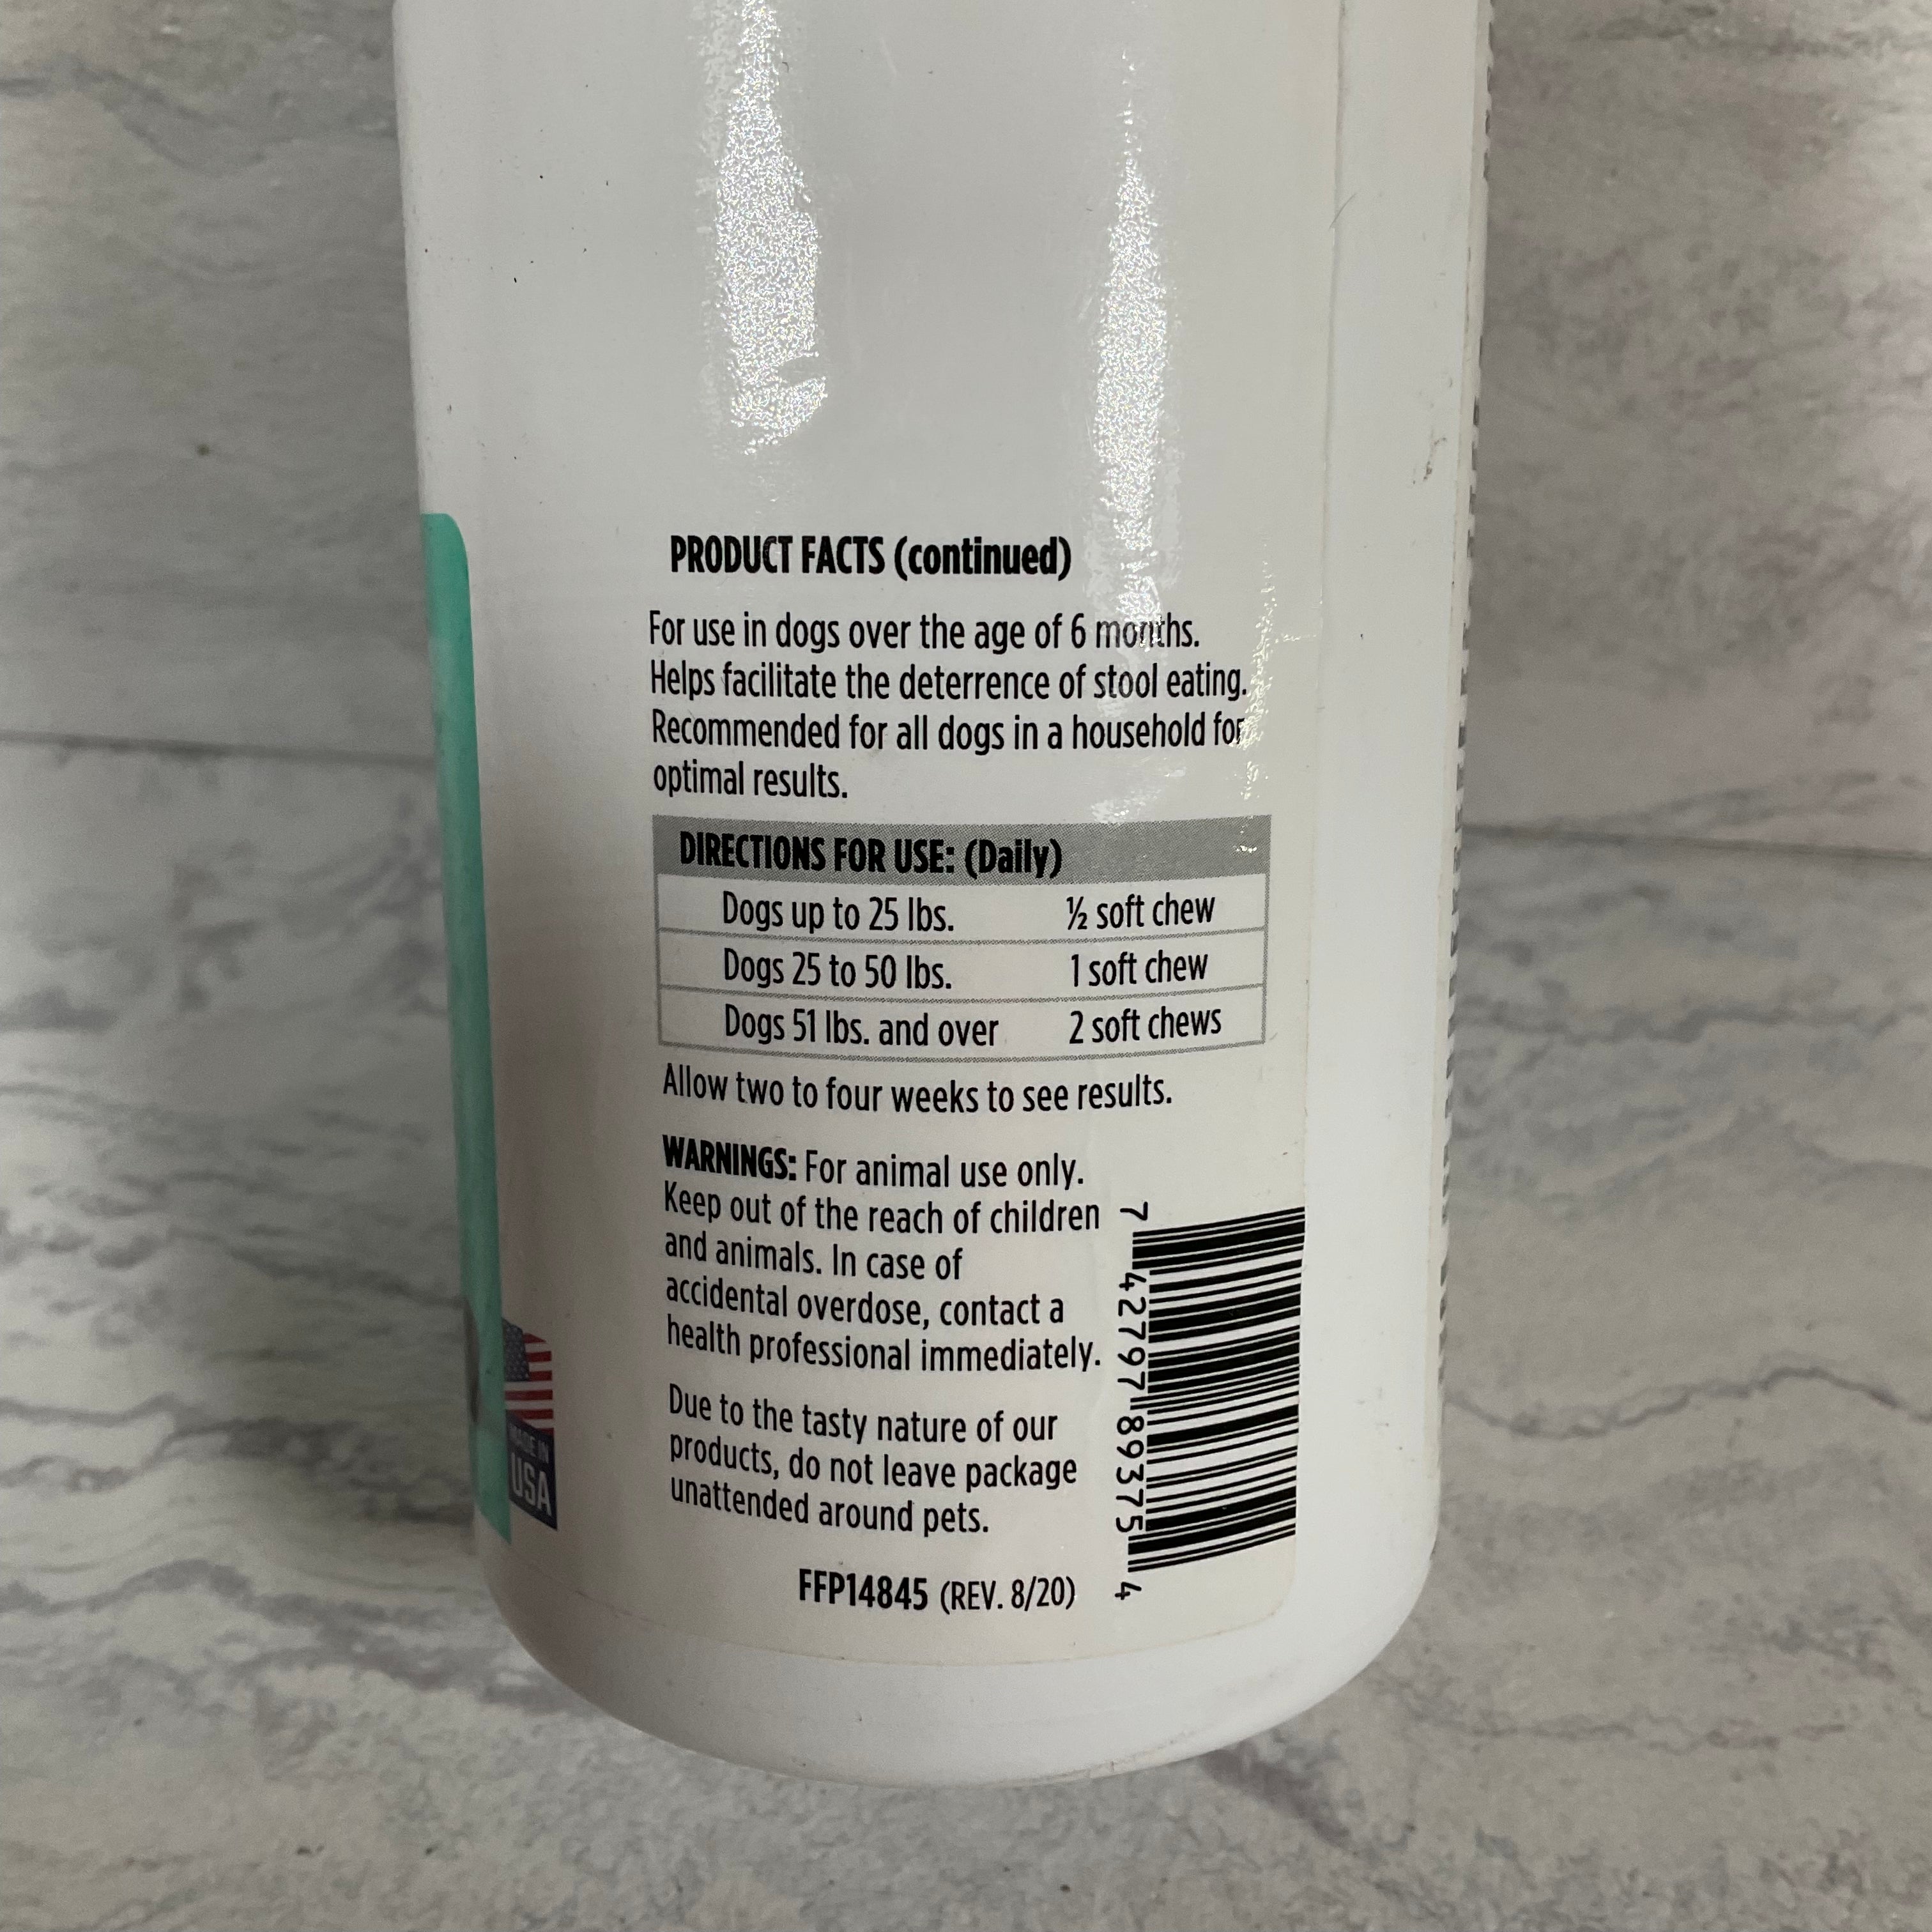 PRODUCT FACTS (continued)
For use in dogs over the age of 6 months.
Helps facilitate the deterrence of stool eating.
Recommended for all dogs in a household for
optimal results.
DIRECTIONS FOR USE: (Daily)
Dogs up to 25 lbs. ½ soft chew
Dogs 25 to 50 lbs. 1 soft chew
Dogs 51 lbs. and over 2 soft chews
Allow two to four weeks to see results.
WARNINGS: For animal use only.
Keep out of the reach of children
and animals. In case of
accidental overdose, contact a
health professional immediately.
Due to the tasty nature of our
products, do not leave package
unattended around pets.
FFP14845 (REV. 8/20)
7 42797 89375 4
MADE IN
USA